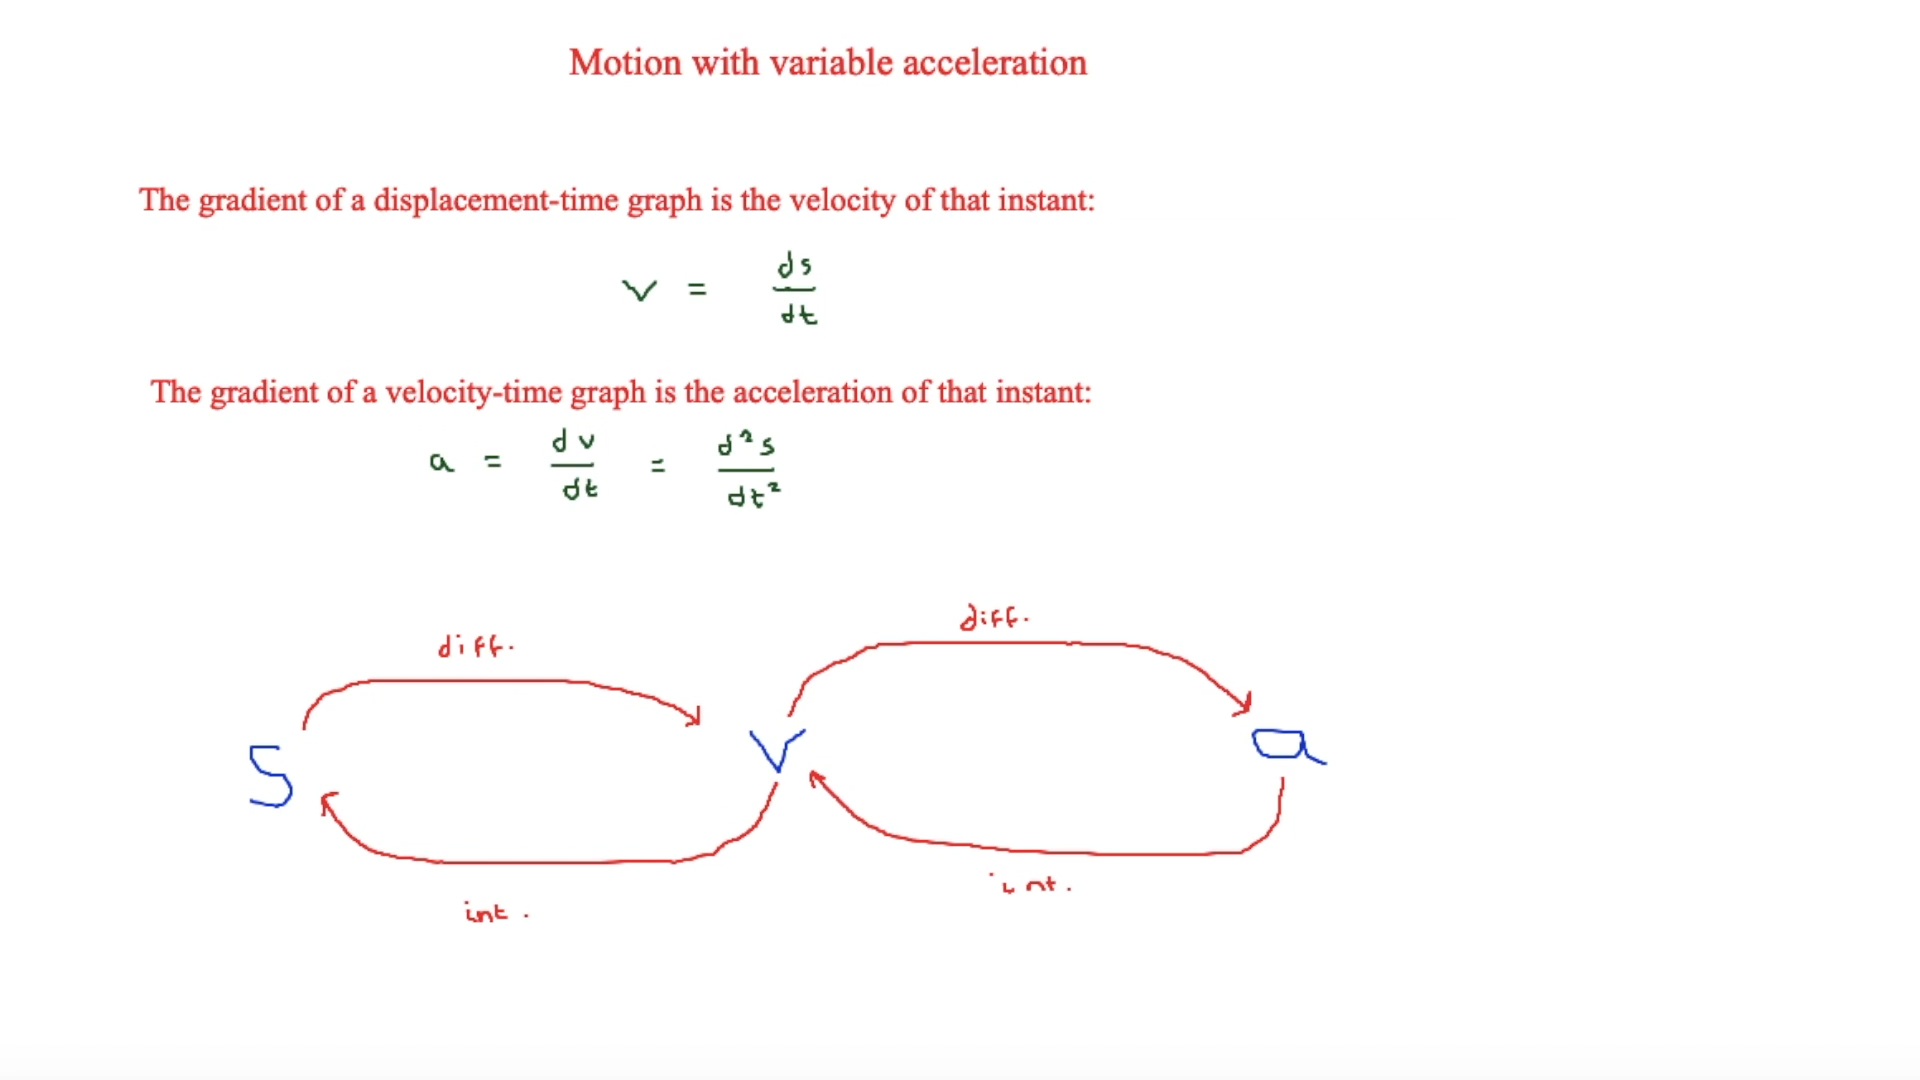 Motion with variable acceleration
The gradient of a displacement-time graph is the velocity of that instant:
v = ds/dt
The gradient of a velocity-time graph is the acceleration of that instant:
a = dv/dt = d²s/dt²
diff.
diff.
S
V
a
int.
int.